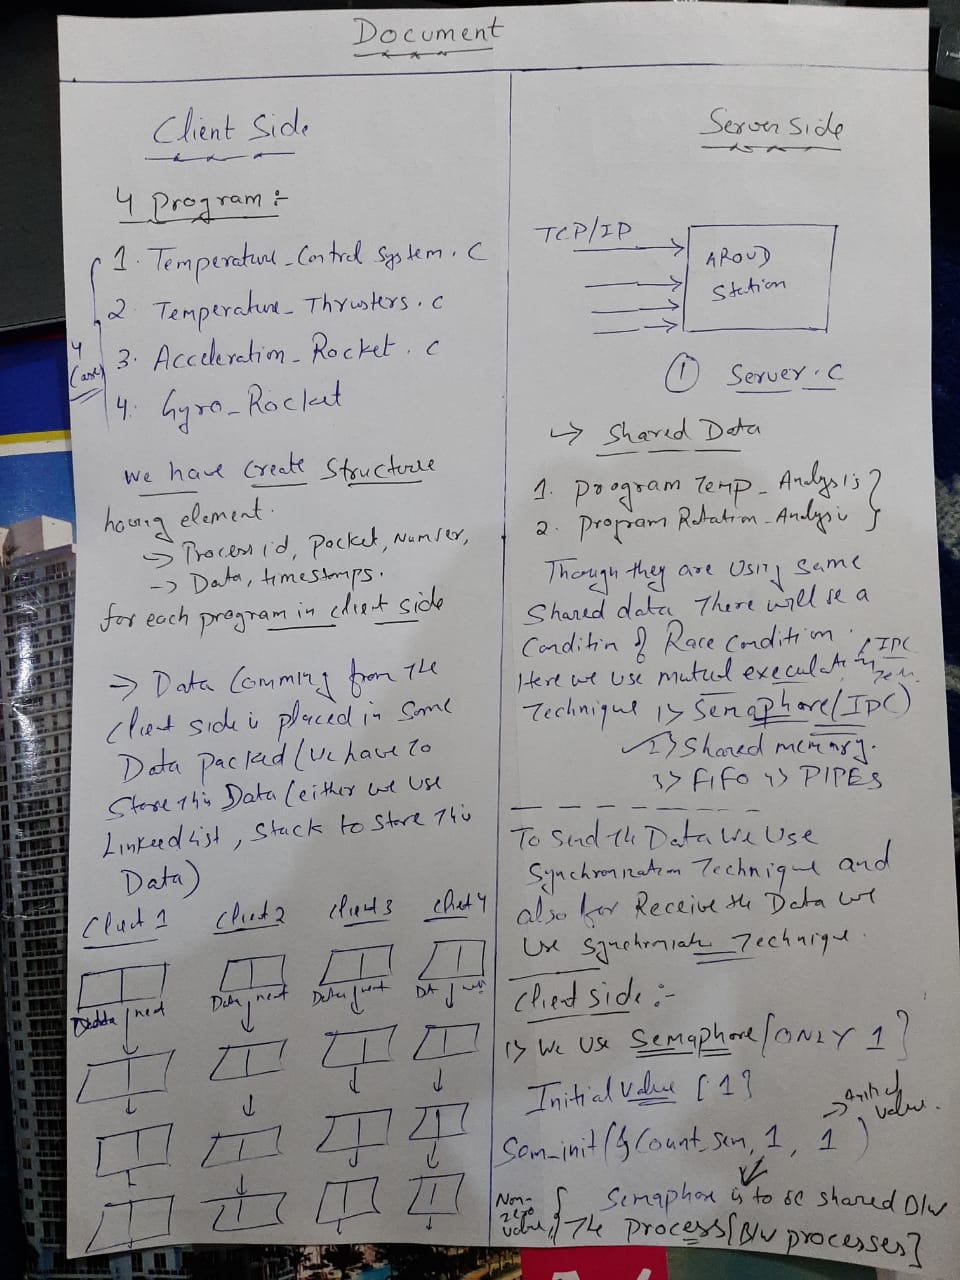 Document
Client Side
4 Program :-
1. Temperature_Control System . C
2. Temperature_ Thrusters . C
3. Acceleration_Rocket . C
4. Gyro_Rocket
4
We have Create Structure
having element.
-> Process id, Packet, Number,
-> Data, timestamps.
for each program in client side
-> Data Comming from The
Client side is placed in Some
Data Packed (we have To
Store This Data (either we use
Linked list, Stack to store This
Data)
Client 1 Client 2 Client 3 Client 4
Data next Data next Data next DA
Server Side
TCP/IP
Station
① Server . C
-> Shared Data
1. Program Temp_Analysis
2. Program Rotation_Analysis
Though they are Using Same
Shared data There will be a
Condition of Race Condition .
Here we use mutual
IPC
Technique 1> Semaphore (IPC)
2> Shared memory.
3> FIFO 4> PIPEs
To Send the Data We Use
Synchronization Technique and
also for Receive the Data we
Use Technique.
Client side :-
1> We Use Semaphore [ONLY 1]
Initial Value [1]
-> Initial value.
Sem_init (& Count_sem, 1, 1)
Non-zero value,
Semaphore is to be shared B/w
The process [B/w processes]